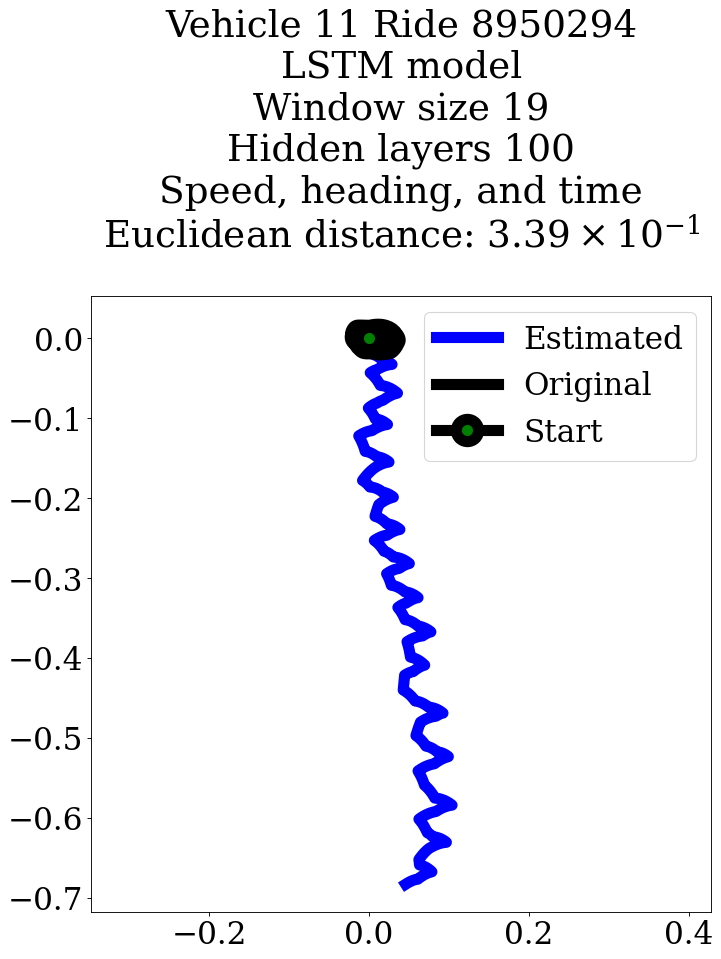 Vehicle 11 Ride 8950294
LSTM model
Window size 19
Hidden layers 100
Speed, heading, and time
Euclidean distance: 3.39 × 10⁻¹
Estimated
Original
Start
0.0
−0.1
−0.2
−0.3
−0.4
−0.5
−0.6
−0.7
−0.2
0.0
0.2
0.4